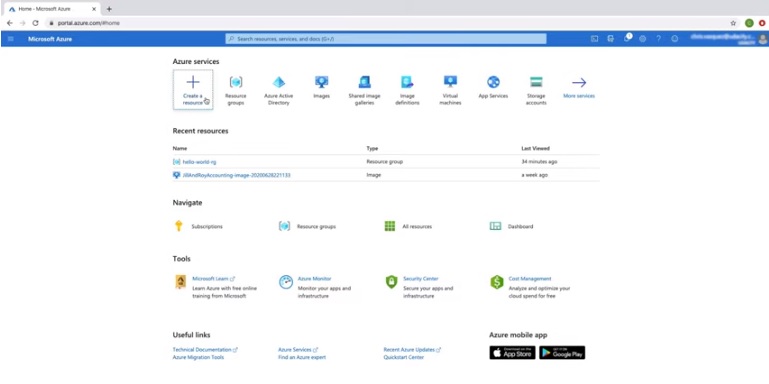 Home - Microsoft Azure
portal.azure.com/#home
Microsoft Azure
Search resources, services, and docs (G+/)
Azure services
Create a resource
Resource groups
Azure Active Directory
Images
Shared image galleries
Image definitions
Virtual machines
App Services
Storage accounts
More services
Recent resources
Name Type Last Viewed
hello-world-rg Resource group 34 minutes ago
JillAndRoyAccounting-image-20200628221133 Image a week ago
Navigate
Subscriptions Resource groups All resources Dashboard
Tools
Microsoft Learn
Learn Azure with free online
training from Microsoft
Azure Monitor
Monitor your apps and
infrastructure
Security Center
Secure your apps and
infrastructure
Cost Management
Analyze and optimize your
cloud spend for free
Useful links
Technical Documentation Azure Services Recent Azure Updates
Azure Migration Tools Find an Azure expert Quickstart Center
Azure mobile app
Download on the App Store
Google Play